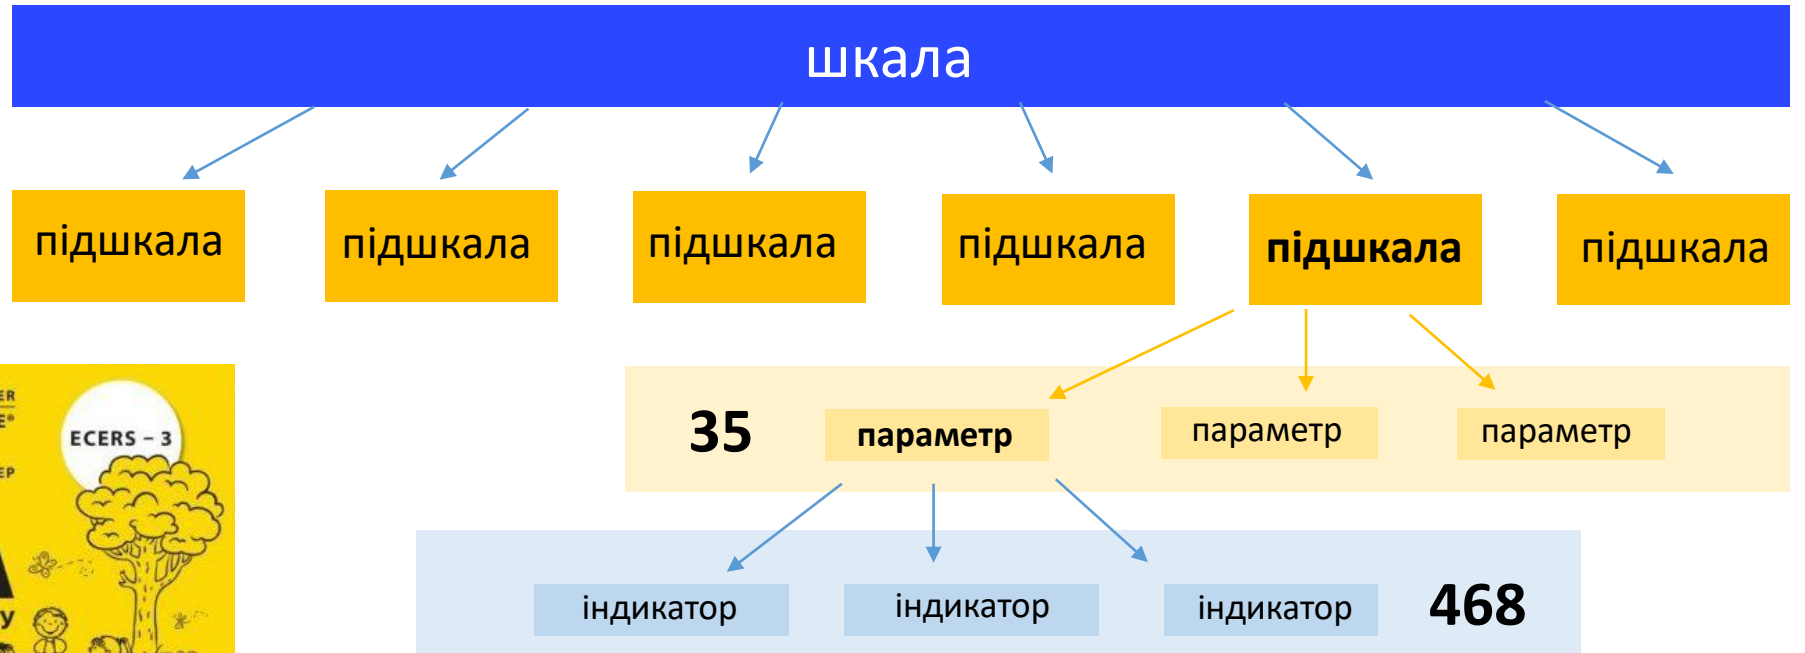 шкала
підшкала підшкала підшкала підшкала підшкала підшкала
ECERS – 3
35 параметр параметр параметр
індикатор індикатор індикатор 468